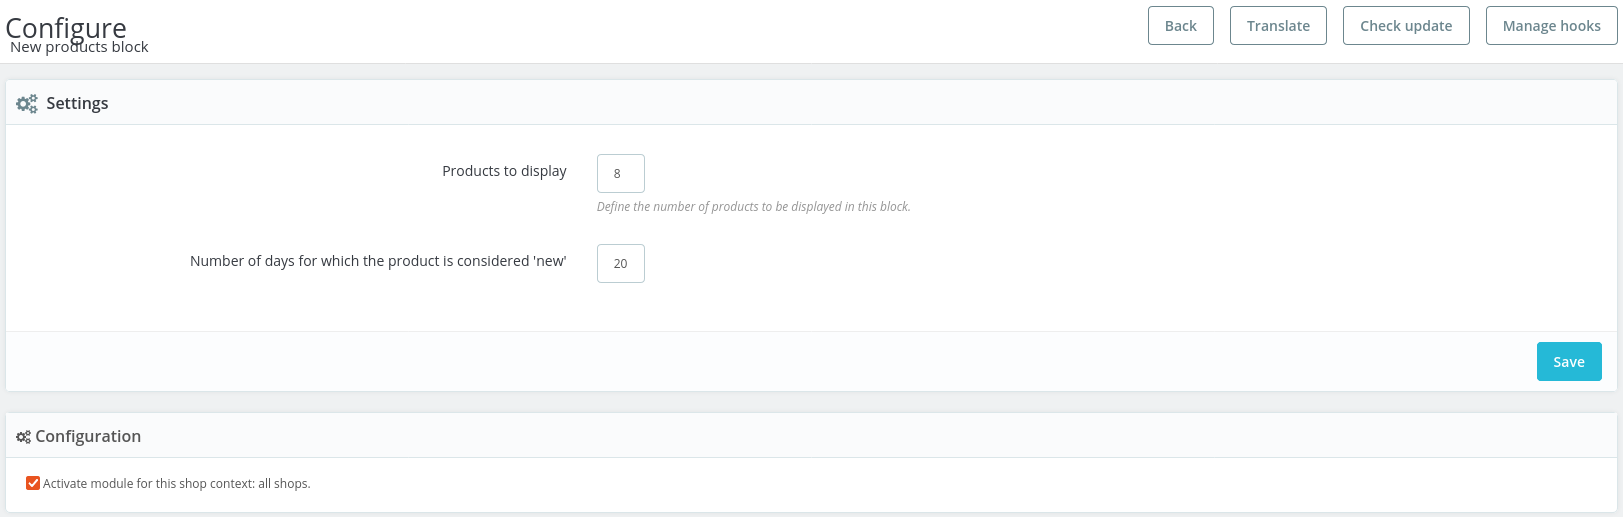 Configure
New products block
Back Translate Check update Manage hooks
Settings
Products to display 8
Define the number of products to be displayed in this block.
Number of days for which the product is considered 'new' 20
Save
Configuration
Activate module for this shop context: all shops.